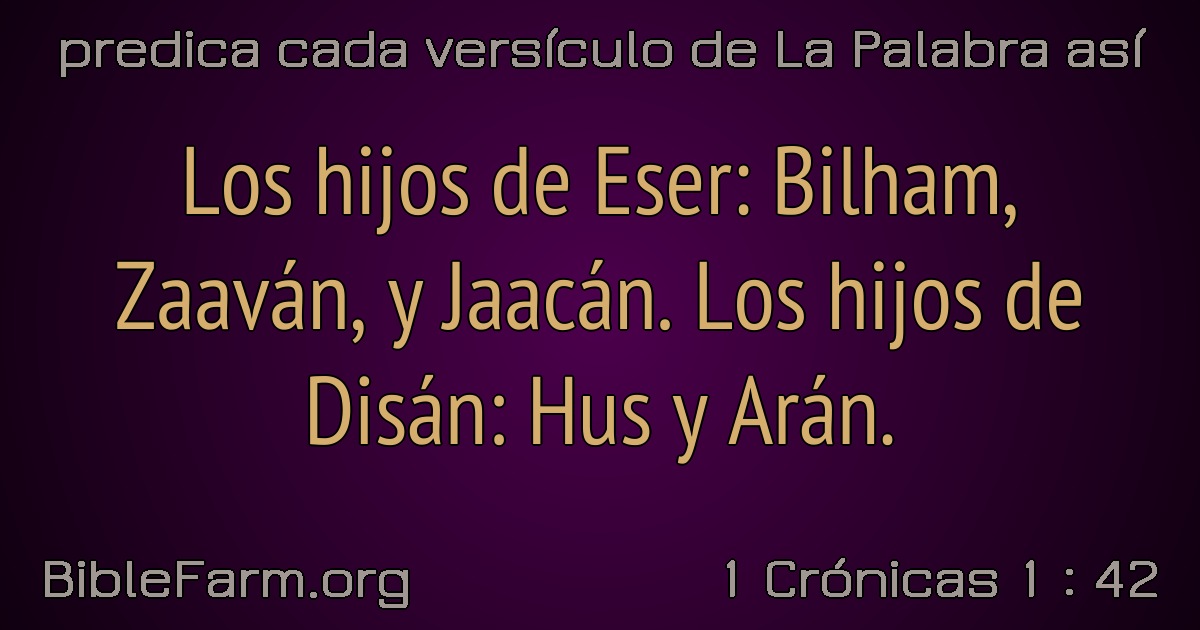 predica cada versículo de La Palabra así
Los hijos de Eser: Bilham,
Zaaván, y Jaacán. Los hijos de
Disán: Hus y Arán.
BibleFarm.org
1 Crónicas 1 : 42